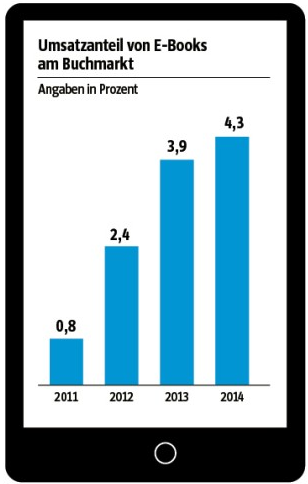 Umsatzanteil von E-Books
am Buchmarkt
Angaben in Prozent
4,3
3,9
2,4
0,8
2011 2012 2013 2014